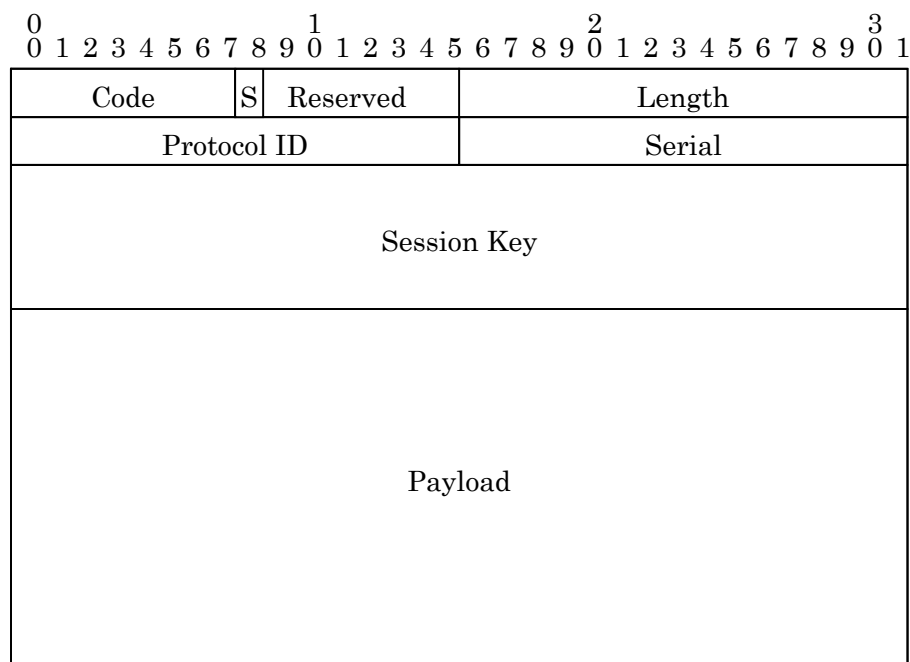 0 1 2 3
0 1 2 3 4 5 6 7 8 9 0 1 2 3 4 5 6 7 8 9 0 1 2 3 4 5 6 7 8 9 0 1
Code S Reserved Length
Protocol ID Serial
Session Key
Payload